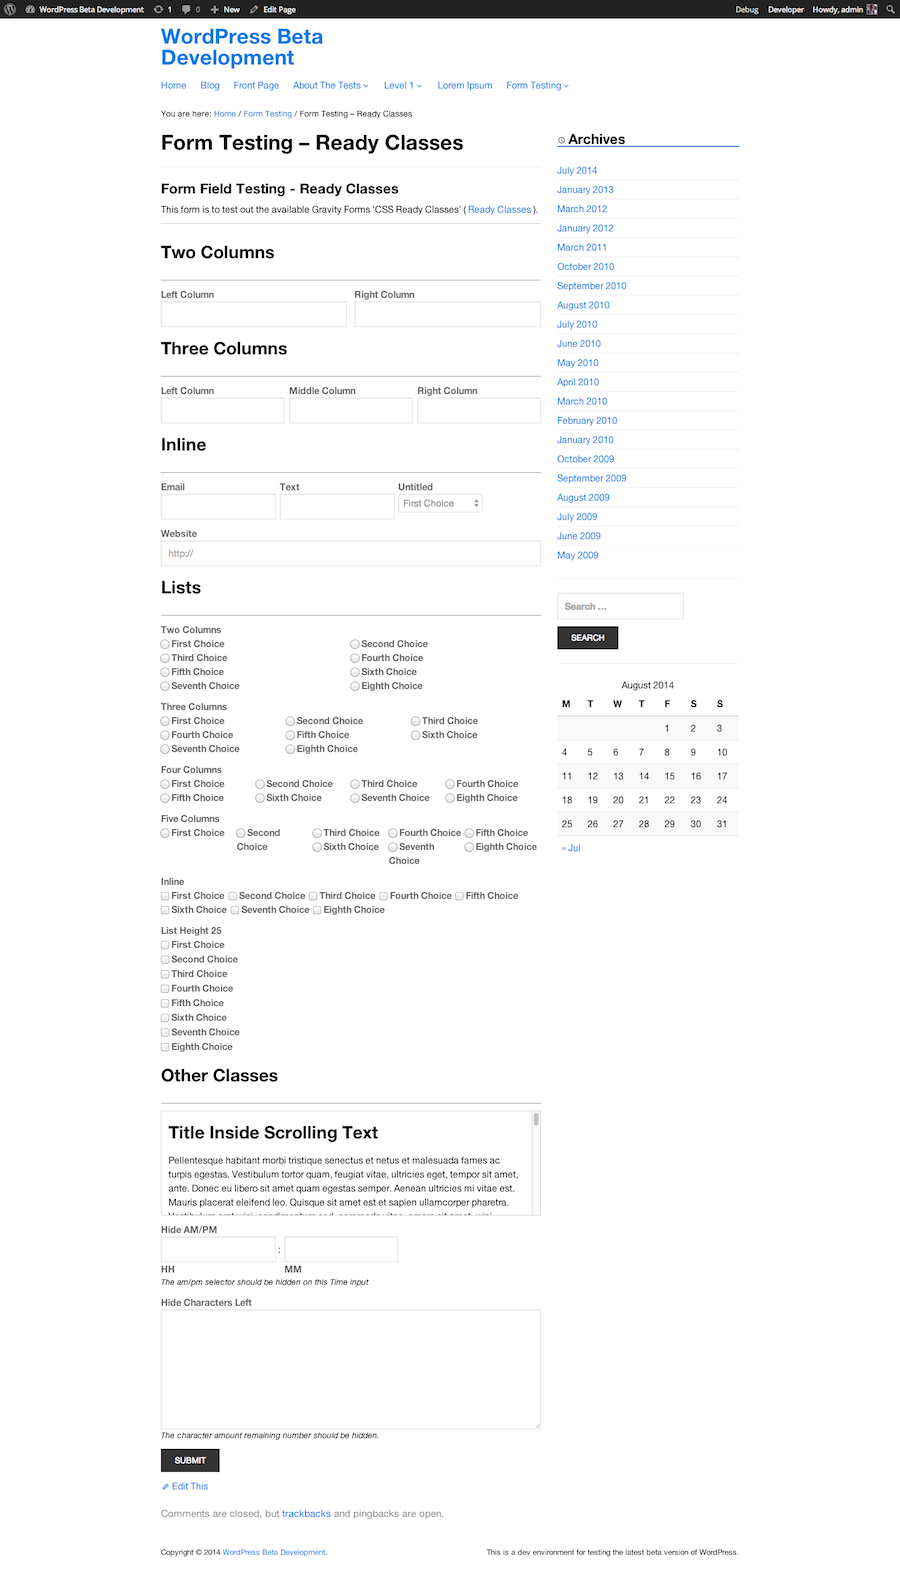 WordPress Beta Development 1 0 New Edit Page Debug Developer Howdy, admin
WordPress Beta
Development
Home Blog Front Page About The Tests Level 1 Lorem Ipsum Form Testing
You are here: Home / Form Testing / Form Testing – Ready Classes
Form Testing – Ready Classes
Form Field Testing - Ready Classes
This form is to test out the available Gravity Forms 'CSS Ready Classes' ( Ready Classes ).
Two Columns
Left Column Right Column
Three Columns
Left Column Middle Column Right Column
Inline
Email Text Untitled
First Choice
Website
http://
Lists
Two Columns
First Choice Second Choice
Third Choice Fourth Choice
Fifth Choice Sixth Choice
Seventh Choice Eighth Choice
Three Columns
First Choice Second Choice Third Choice
Fourth Choice Fifth Choice Sixth Choice
Seventh Choice Eighth Choice
Four Columns
First Choice Second Choice Third Choice Fourth Choice
Fifth Choice Sixth Choice Seventh Choice Eighth Choice
Five Columns
First Choice Second Third Choice Fourth Choice Fifth Choice
Choice Sixth Choice Seventh Eighth Choice
Choice
Inline
First Choice Second Choice Third Choice Fourth Choice Fifth Choice
Sixth Choice Seventh Choice Eighth Choice
List Height 25
First Choice
Second Choice
Third Choice
Fourth Choice
Fifth Choice
Sixth Choice
Seventh Choice
Eighth Choice
Other Classes
Title Inside Scrolling Text
Pellentesque habitant morbi tristique senectus et netus et malesuada fames ac
turpis egestas. Vestibulum tortor quam, feugiat vitae, ultricies eget, tempor sit amet,
ante. Donec eu libero sit amet quam egestas semper. Aenean ultricies mi vitae est.
Mauris placerat eleifend leo. Quisque sit amet est et sapien ullamcorper pharetra.
Hide AM/PM
:
HH MM
The am/pm selector should be hidden on this Time input
Hide Characters Left
The character amount remaining number should be hidden.
SUBMIT
Edit This
Comments are closed, but trackbacks and pingbacks are open.
Archives
July 2014
January 2013
March 2012
January 2012
March 2011
October 2010
September 2010
August 2010
July 2010
June 2010
May 2010
April 2010
March 2010
February 2010
January 2010
October 2009
September 2009
August 2009
July 2009
June 2009
May 2009
Search ...
SEARCH
August 2014
M T W T F S S
1 2 3
4 5 6 7 8 9 10
11 12 13 14 15 16 17
18 19 20 21 22 23 24
25 26 27 28 29 30 31
« Jul
Copyright © 2014 WordPress Beta Development. This is a dev environment for testing the latest beta version of WordPress.